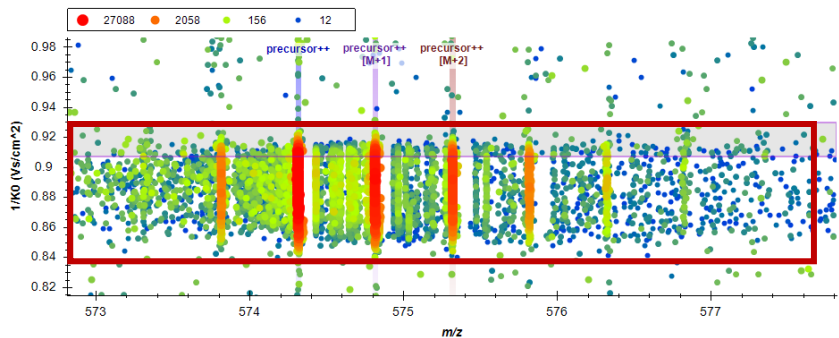 27088 2058 156 12
precursor++ precursor++ precursor++
[M+1] [M+2]
0.98
0.96
0.94
0.92
0.9
0.88
0.86
0.84
0.82
1/K0 (Vs/cm^2)
573 574 575 576 577
m/z